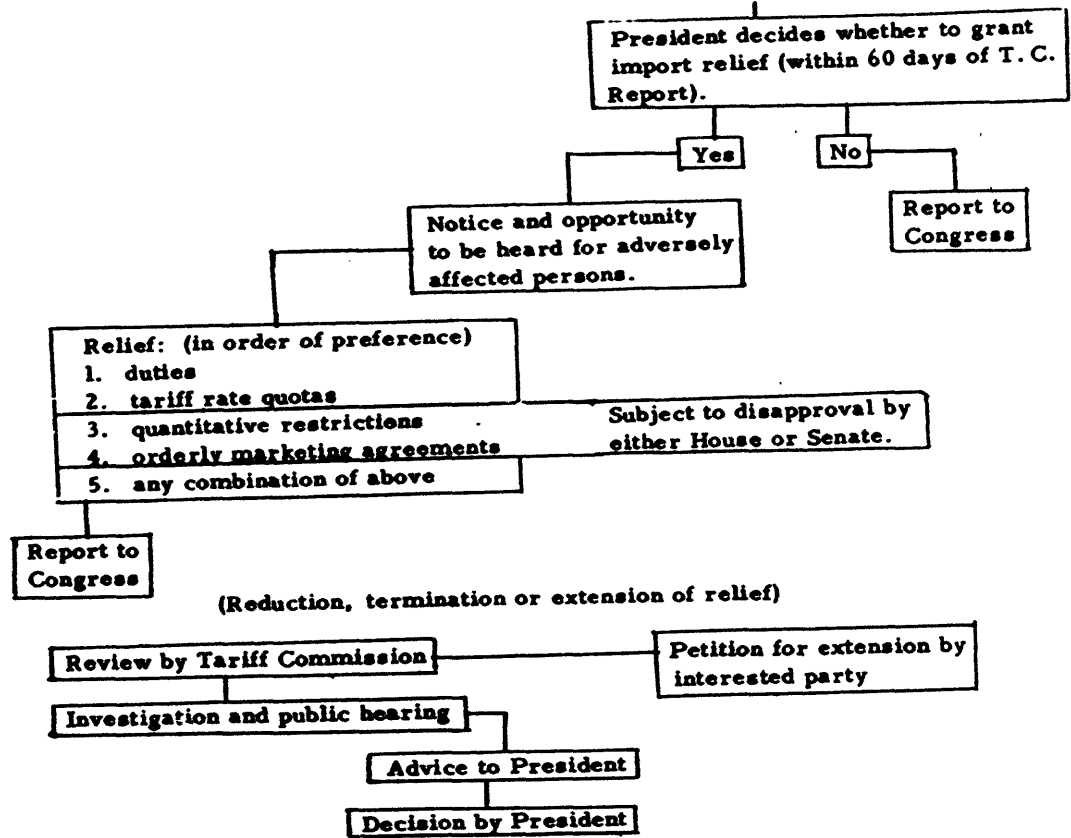 President decides whether to grant
import relief (within 60 days of T. C.
Report).
Yes
No
Notice and opportunity
to be heard for adversely
affected persons.
Report to
Congress
Relief: (in order of preference)
1. duties
2. tariff rate quotas
3. quantitative restrictions
4. orderly marketing agreements
5. any combination of above
Subject to disapproval by
either House or Senate.
Report to
Congress
(Reduction, termination or extension of relief)
Review by Tariff Commission
Petition for extension by
interested party
Investigation and public hearing
Advice to President
Decision by President